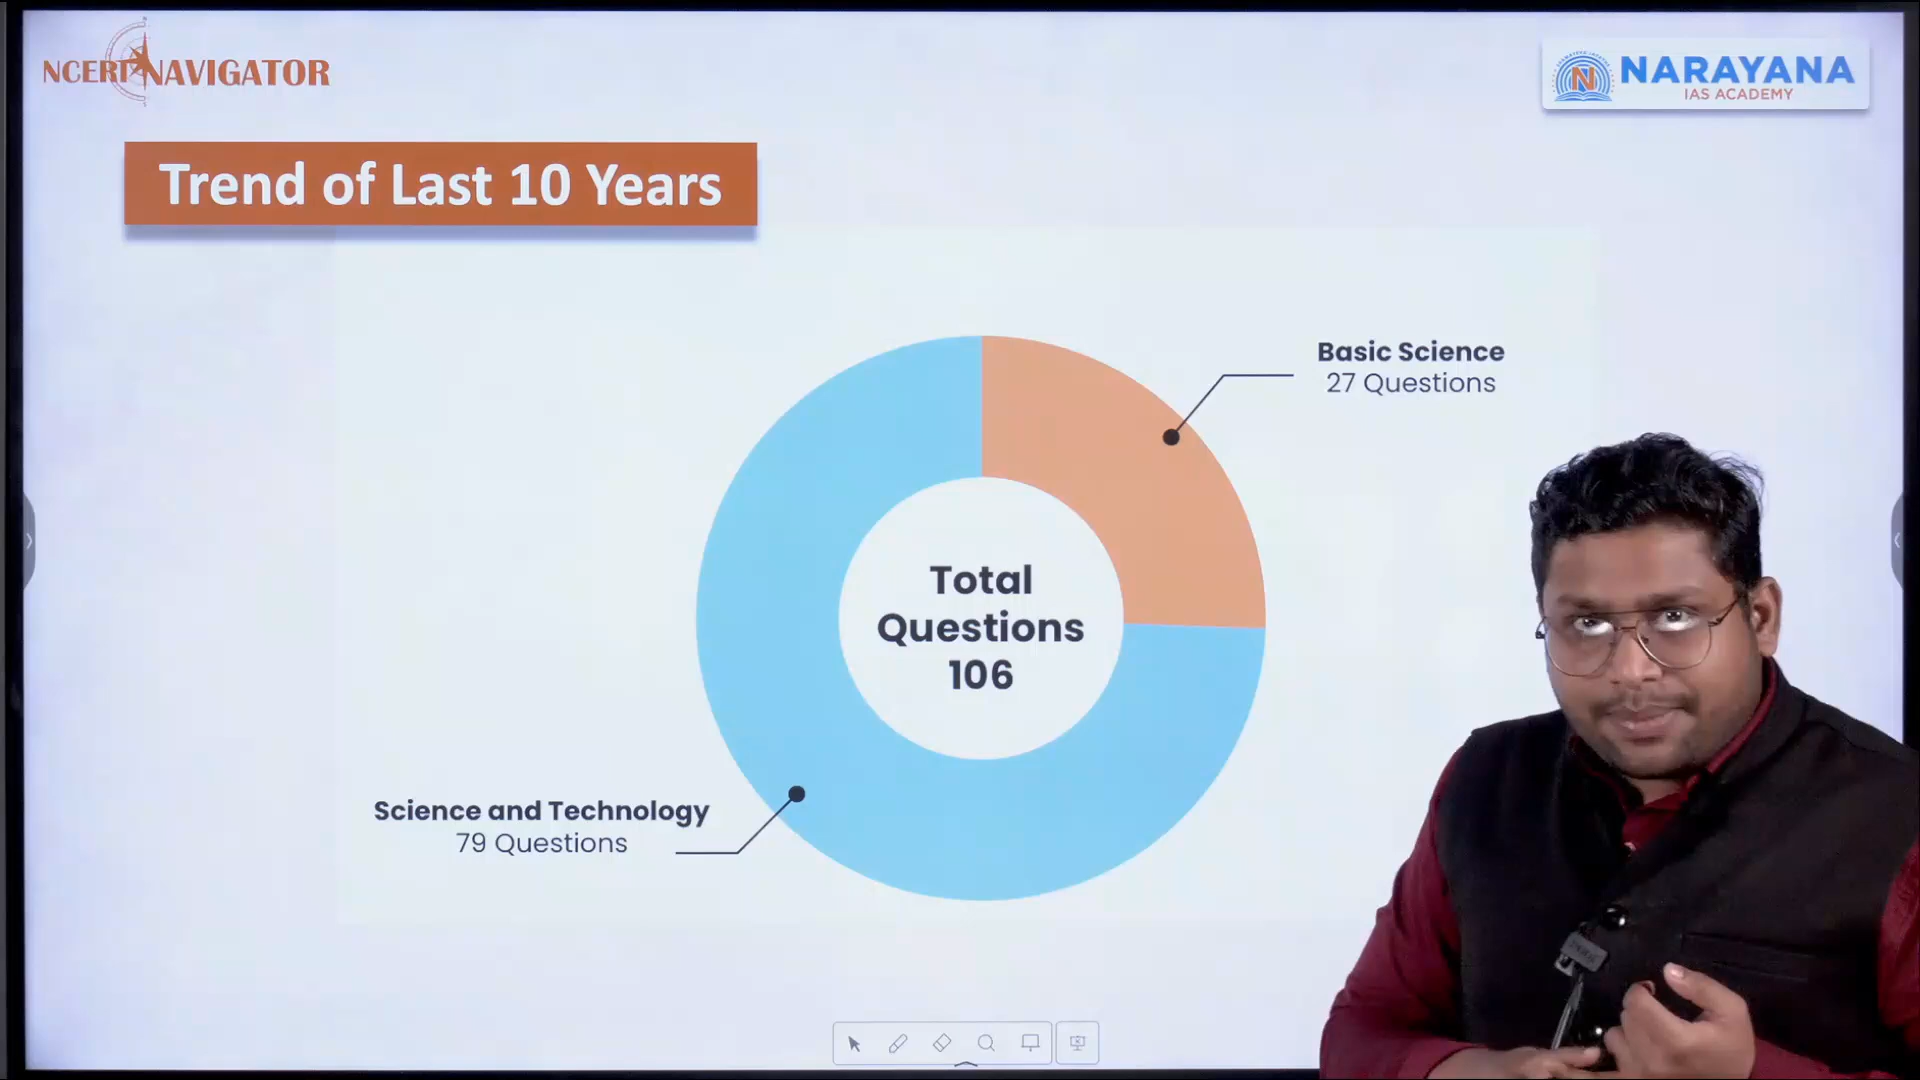 NCERT NAVIGATOR
N NARAYANA
IAS ACADEMY
Trend of Last 10 Years
Basic Science
27 Questions
Total
Questions
106
Science and Technology
79 Questions